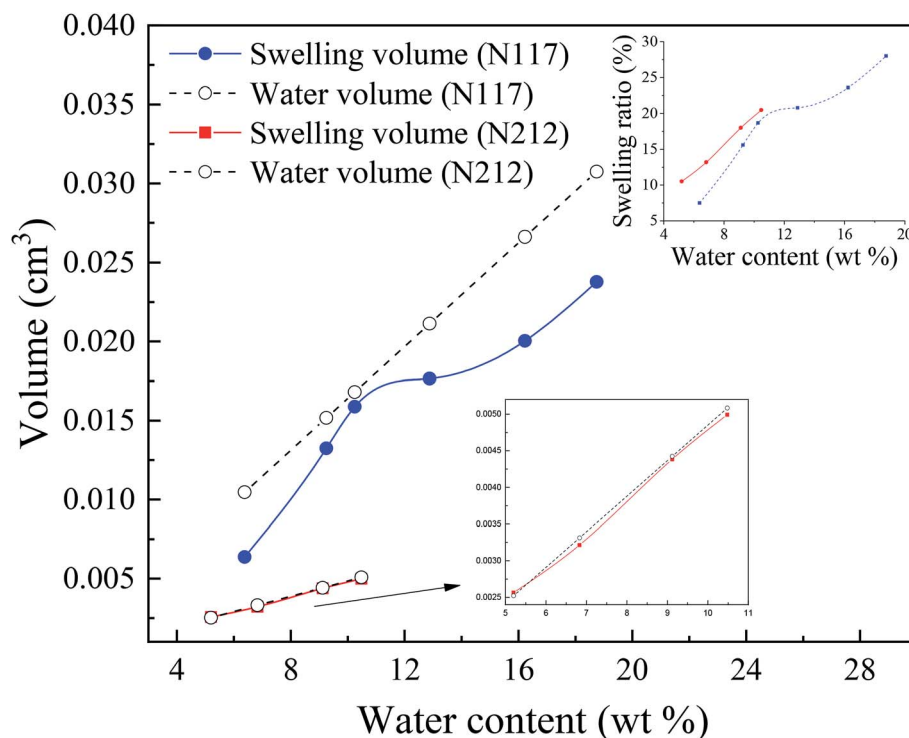 0.040
0.035
0.030
0.025
0.020
0.015
0.010
0.005
Volume (cm³)
4 8 12 16 20 24 28
Water content (wt %)
Swelling volume (N117)
Water volume (N117)
Swelling volume (N212)
Water volume (N212)
30
25
20
15
10
5
Swelling ratio (%)
4 8 12 16 20
Water content (wt %)
0.0050
0.0045
0.0040
0.0035
0.0030
0.0025
5 6 7 8 9 10 11